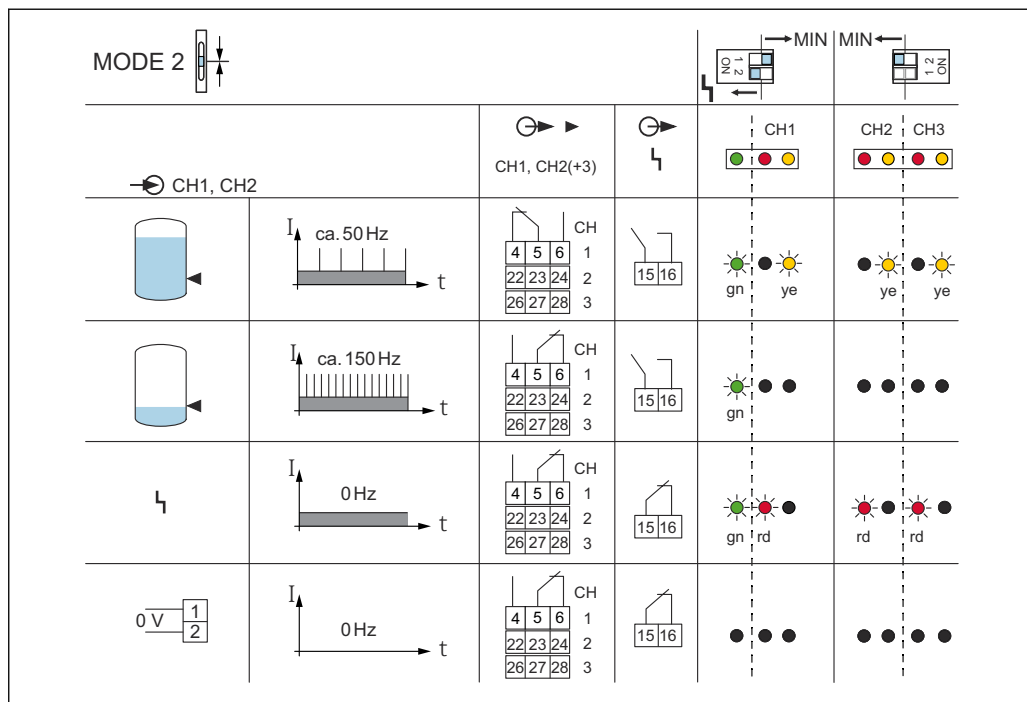 MODE 2
MIN MIN
ON 1 2
1 2 ON
CH1, CH2
CH1, CH2(+3)
CH1
CH2 CH3
I ca. 50 Hz t
CH
4 5 6 1
22 23 24 2
26 27 28 3
15 16
gn ye
ye ye
I ca. 150 Hz t
CH
4 5 6 1
22 23 24 2
26 27 28 3
15 16
gn
I 0 Hz t
CH
4 5 6 1
22 23 24 2
26 27 28 3
15 16
gn rd
rd rd
0 V 1
2
I 0 Hz t
CH
4 5 6 1
22 23 24 2
26 27 28 3
15 16